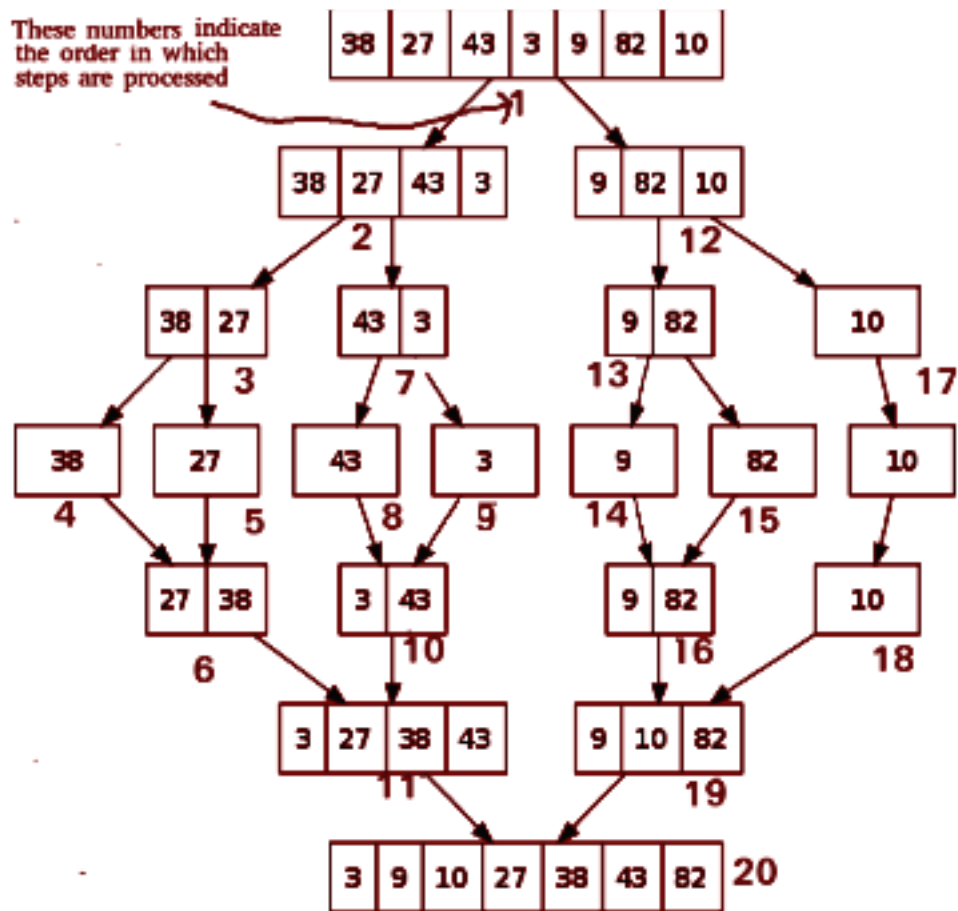 These numbers indicate
the order in which
steps are processed
38 27 43 3 9 82 10
1
38 27 43 3 9 82 10
2 12
38 27 43 3 9 82 10
3 7 13 17
38 27 43 3 9 82 10
4 5 8 9 14 15
27 38 3 43 9 82 10
6 10 16 18
3 27 38 43 9 10 82
11 19
3 9 10 27 38 43 82 20